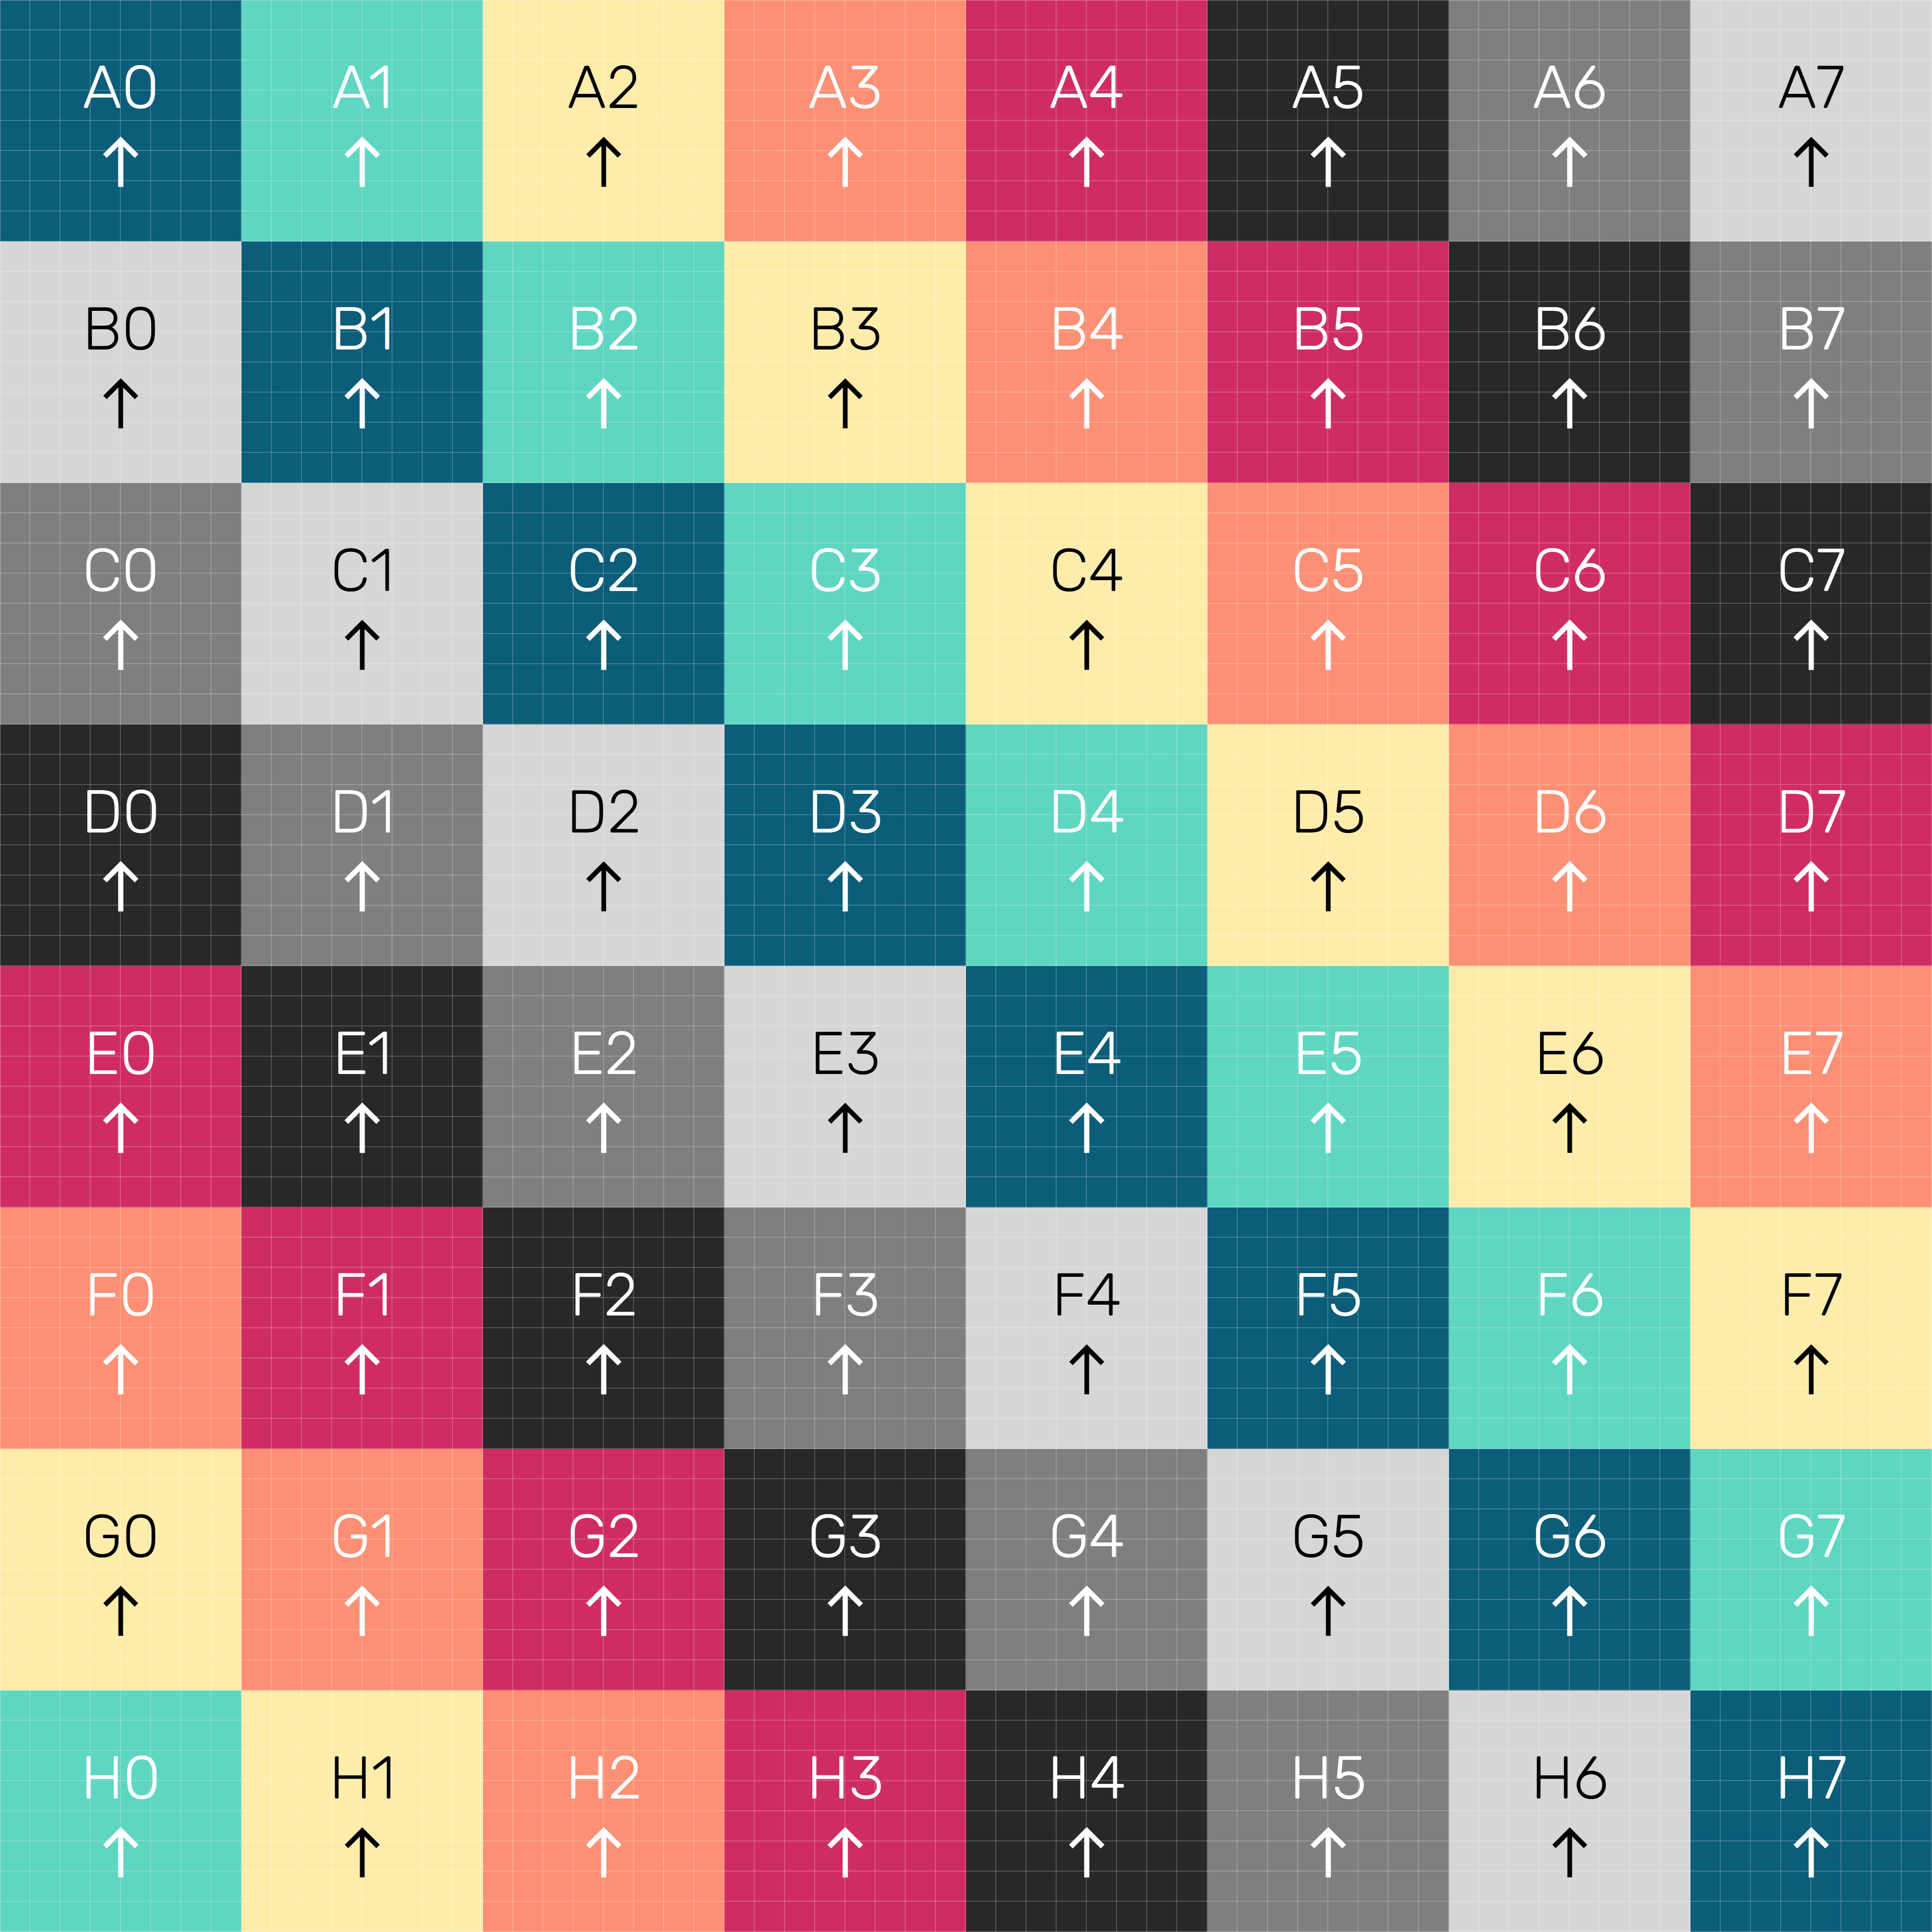 A0 A1 A2 A3 A4 A5 A6 A7
B0 B1 B2 B3 B4 B5 B6 B7
C0 C1 C2 C3 C4 C5 C6 C7
D0 D1 D2 D3 D4 D5 D6 D7
E0 E1 E2 E3 E4 E5 E6 E7
F0 F1 F2 F3 F4 F5 F6 F7
G0 G1 G2 G3 G4 G5 G6 G7
H0 H1 H2 H3 H4 H5 H6 H7